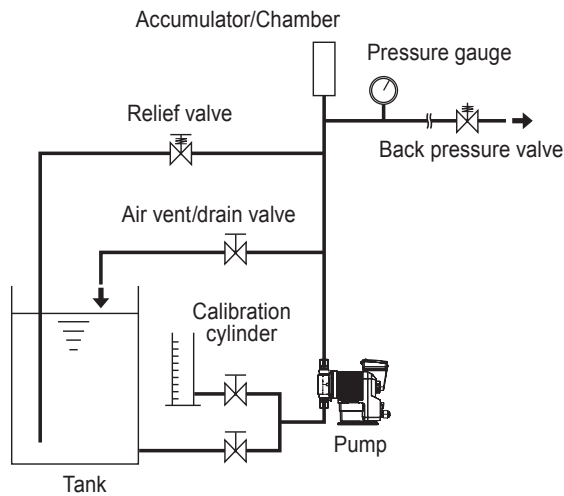 Accumulator/Chamber
Pressure gauge
Relief valve
Back pressure valve
Air vent/drain valve
Calibration
cylinder
Pump
Tank